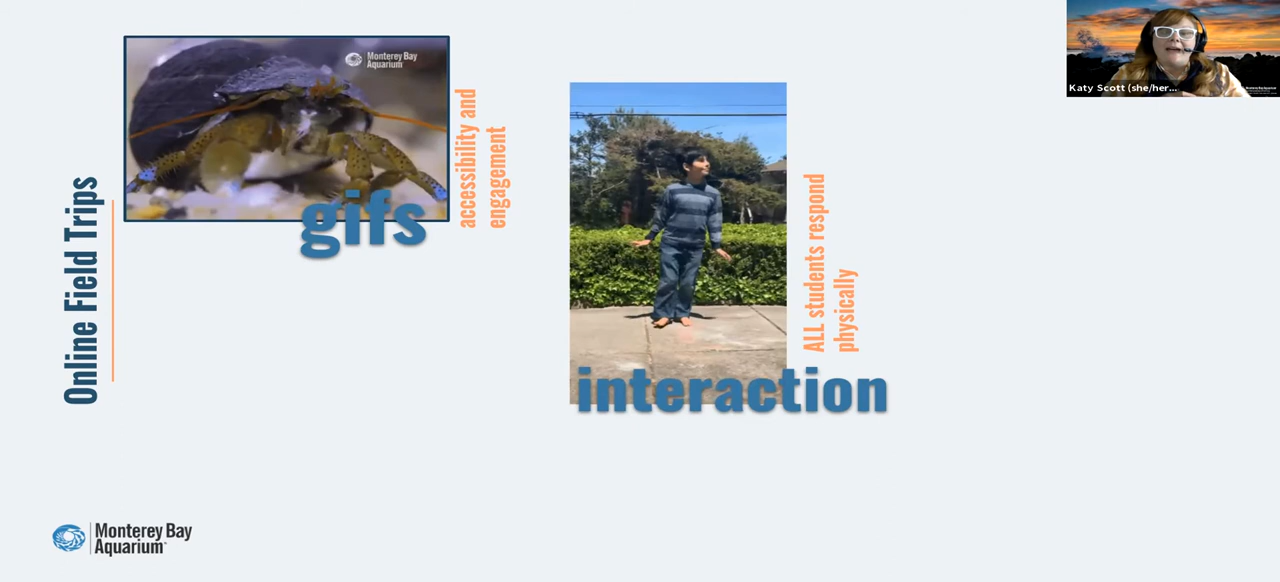 Online Field Trips
Monterey Bay
Aquarium
gifs
accessibility and
engagement
interaction
ALL students respond
physically
Katy Scott (she/her...
Monterey Bay
Aquarium